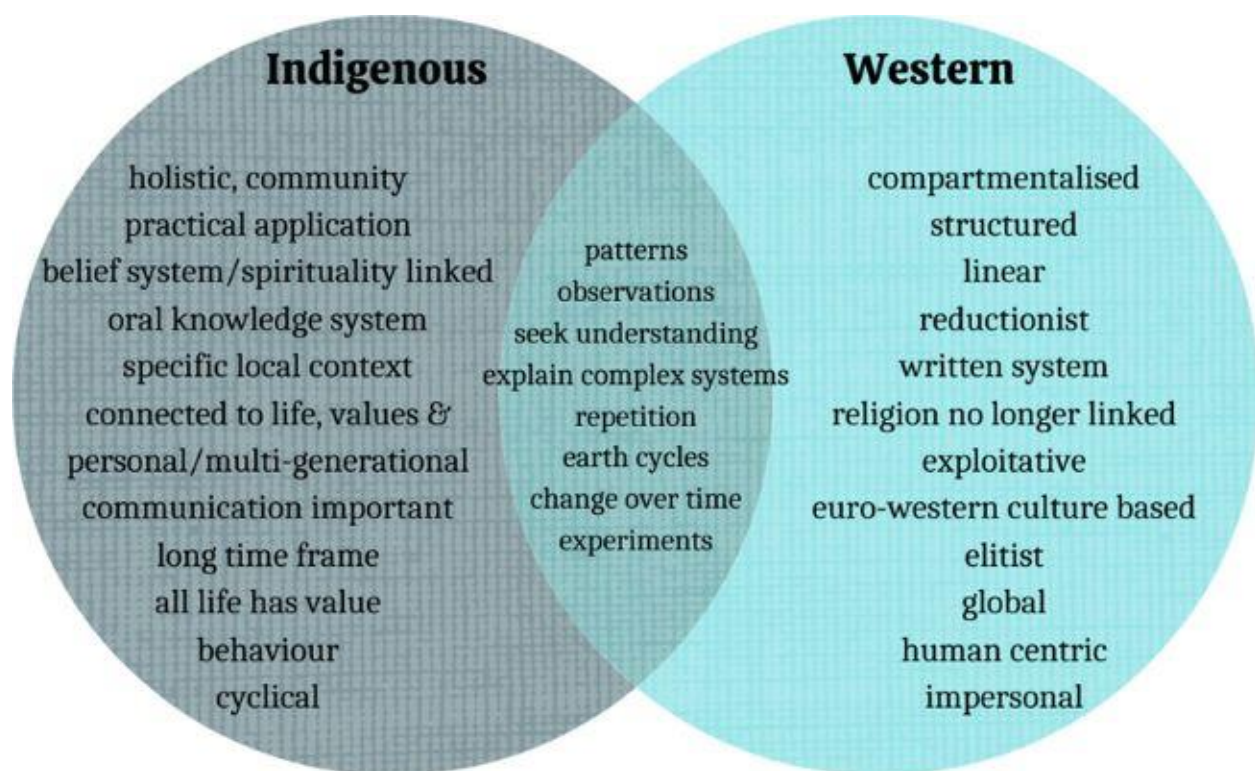 Indigenous
holistic, community
practical application
belief system/spirituality linked
oral knowledge system
specific local context
connected to life, values &
personal/multi-generational
communication important
long time frame
all life has value
behaviour
cyclical
patterns
observations
seek understanding
explain complex systems
repetition
earth cycles
change over time
experiments
Western
compartmentalised
structured
linear
reductionist
written system
religion no longer linked
exploitative
euro-western culture based
elitist
global
human centric
impersonal